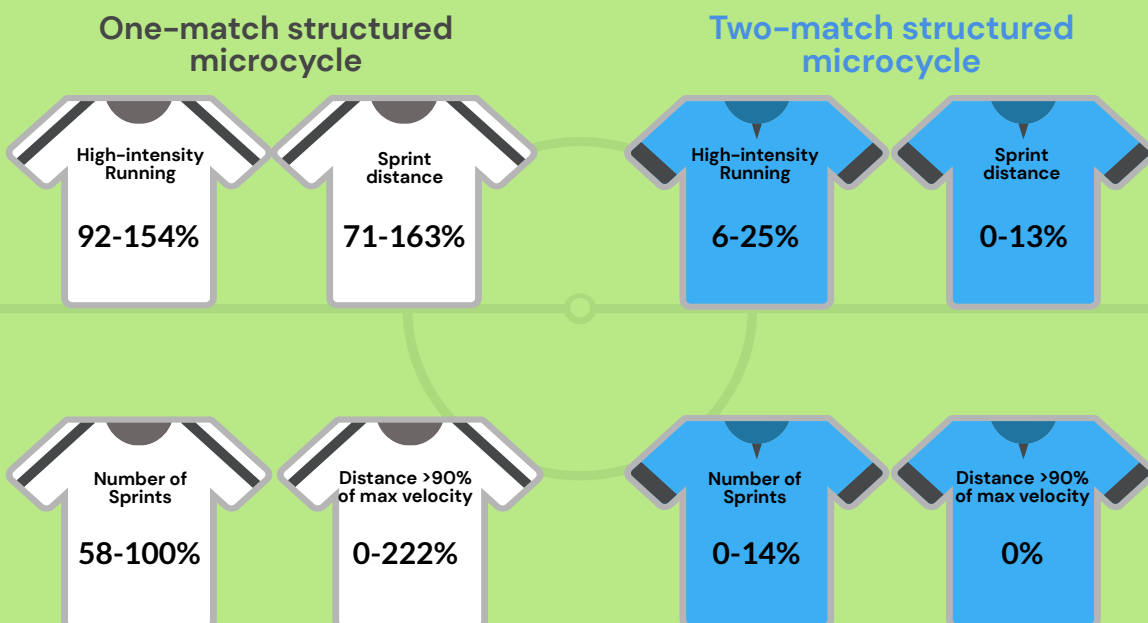 One-match structured
microcycle
High-intensity
Running
92-154%
Sprint
distance
71-163%
Number of
Sprints
58-100%
Distance >90%
of max velocity
0-222%
Two-match structured
microcycle
High-intensity
Running
6-25%
Sprint
distance
0-13%
Number of
Sprints
0-14%
Distance >90%
of max velocity
0%